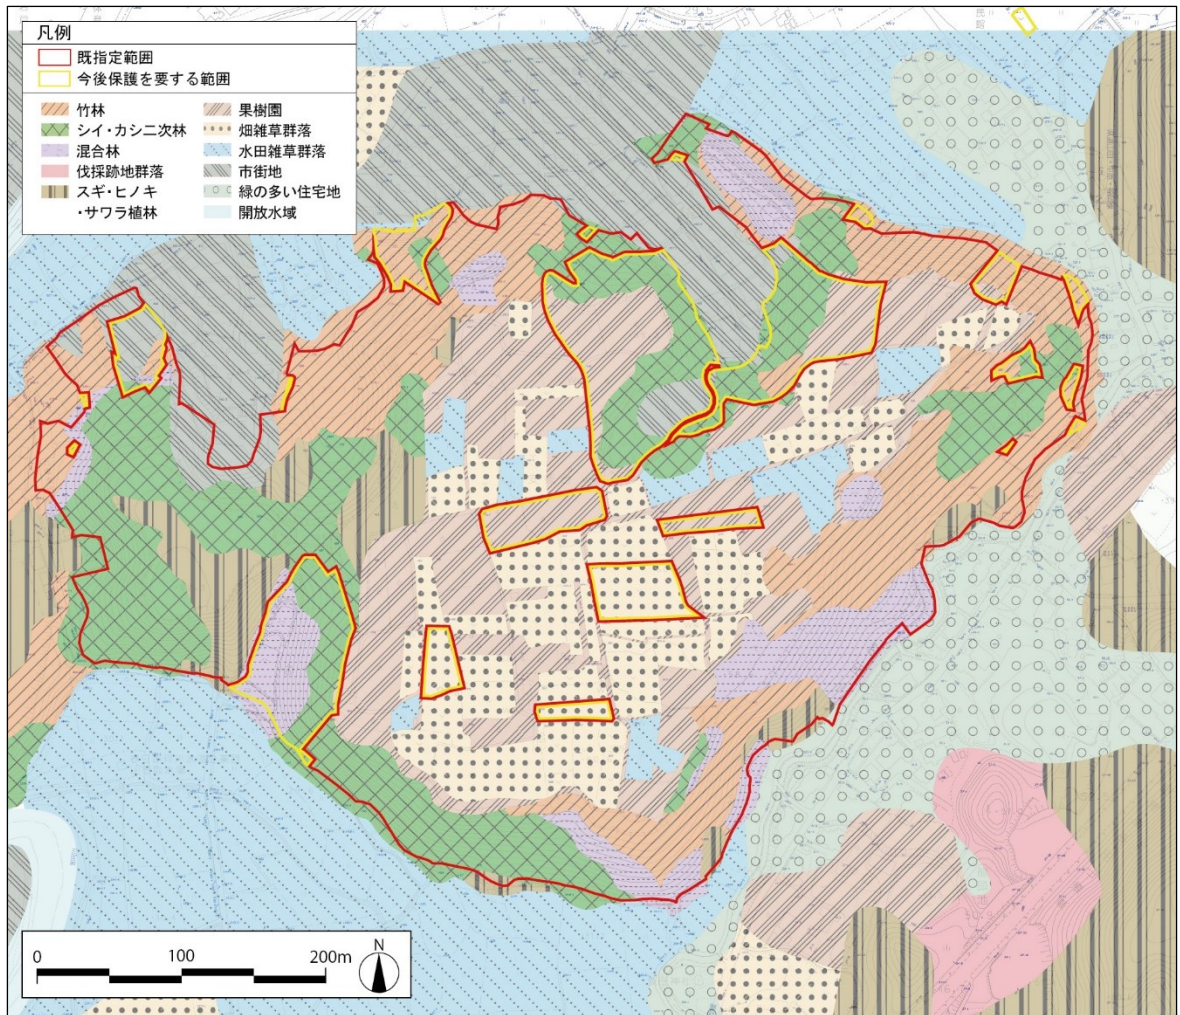 凡例
既指定範囲
今後保護を要する範囲
竹林
シイ・カシ二次林
混合林
伐採跡地群落
スギ・ヒノキ
・サワラ植林
果樹園
畑雑草群落
水田雑草群落
市街地
緑の多い住宅地
開放水域
0 100 200m
N